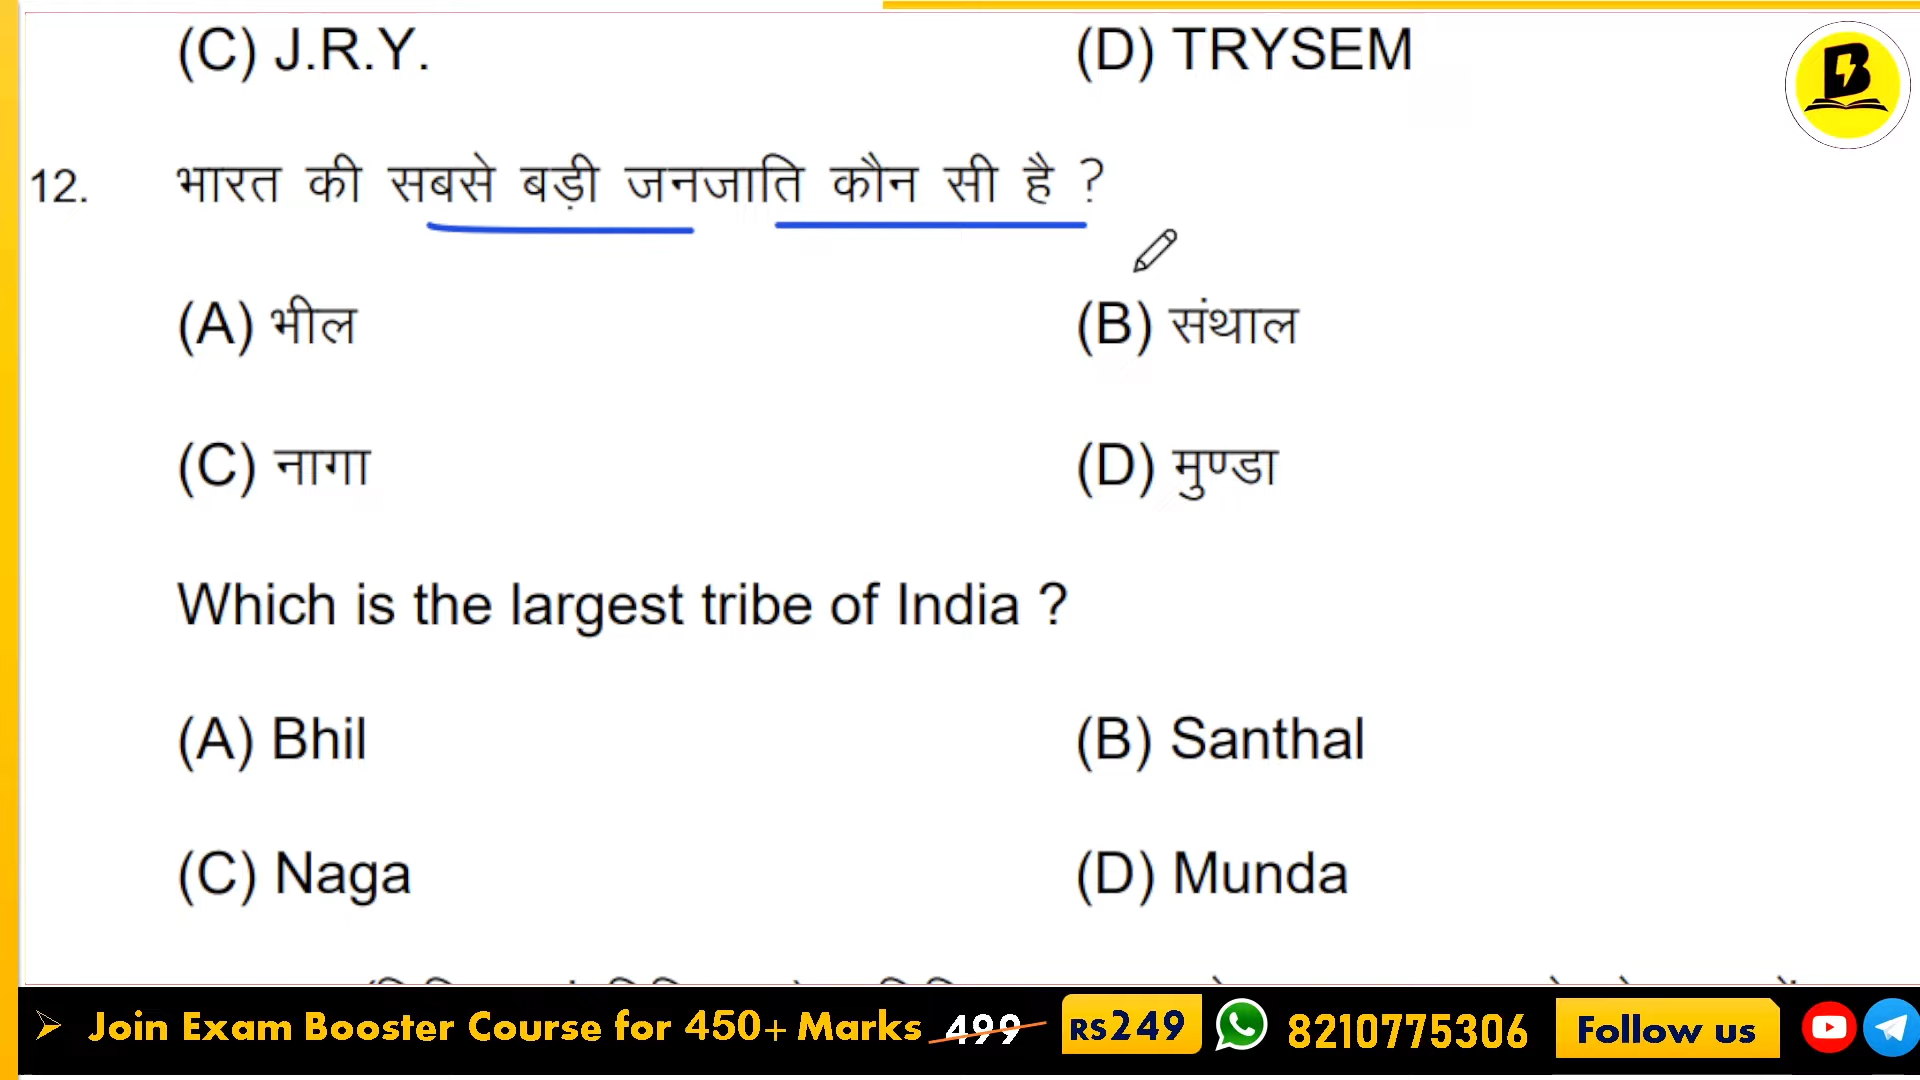 (C) J.R.Y. (D) TRYSEM
B
12. भारत की सबसे बड़ी जनजाति कौन सी है ?
(A) भील (B) संथाल
(C) नागा (D) मुण्डा
Which is the largest tribe of India ?
(A) Bhil (B) Santhal
(C) Naga (D) Munda
Join Exam Booster Course for 450+ Marks 499 RS249 8210775306 Follow us